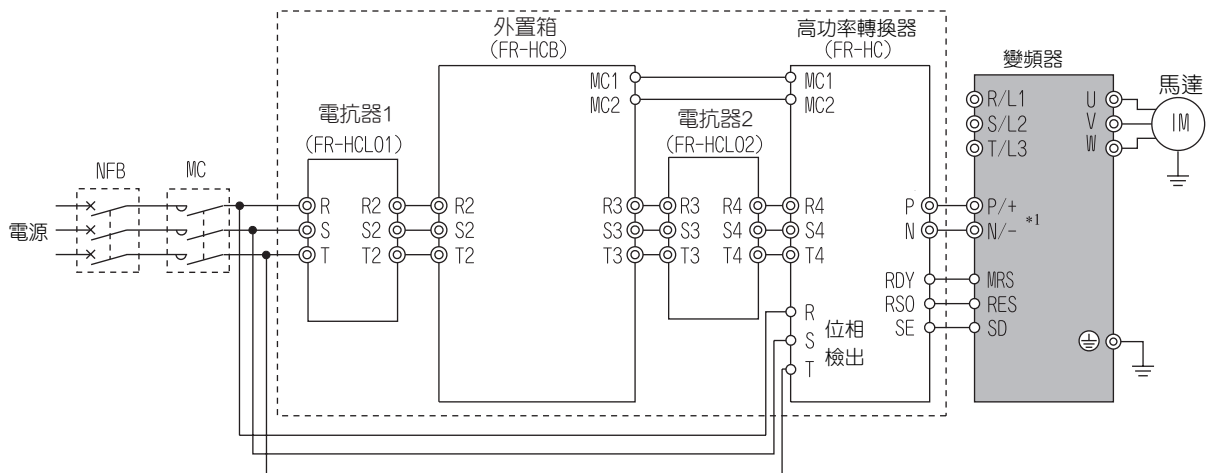 外置箱
(FR-HCB)
高功率轉換器
(FR-HC)
變頻器
馬達
MC1
MC2
MC1
MC2
R/L1
S/L2
T/L3
U
V
W
IM
電抗器1
(FR-HCL01)
電抗器2
(FR-HCL02)
NFB
MC
電源
R
S
T
R2
S2
T2
R2
S2
T2
R3
S3
T3
R3
S3
T3
R4
S4
T4
R4
S4
T4
P
N
P/+
N/- *1
RDY
RSO
SE
MRS
RES
SD
R
S
T
位相
檢出